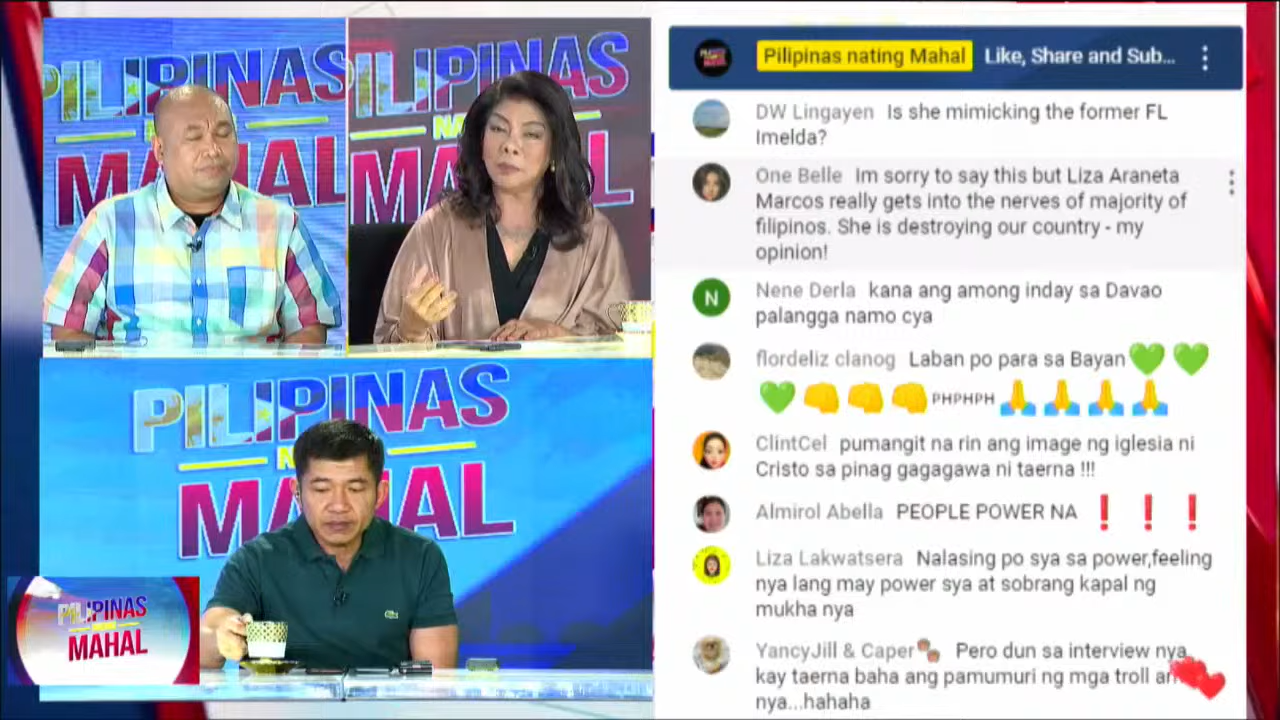 PILIPINAS
NA
MAHAL
PILIPINAS
NA
MAHAL
PILIPINAS
N
MAHAL
PILIPINAS
MAHAL
Pilipinas nating Mahal Like, Share and Sub...
DW Lingayen Is she mimicking the former FL
Imelda?
One Belle Im sorry to say this but Liza Araneta
Marcos really gets into the nerves of majority of
filipinos. She is destroying our country - my
opinion!
Nene Derla kana ang among inday sa Davao
palangga namo cya
flordeliz clanog Laban po para sa Bayan 💚 💚
💚 👊 👊 👊 PHPHPH 🙏 🙏 🙏 🙏
ClintCel pumangit na rin ang image ng iglesia ni
Cristo sa pinag gagagawa ni taerna !!!
Almirol Abella PEOPLE POWER NA ❗ ❗ ❗
Liza Lakwatsera Nalasing po sya sa power,feeling
nya lang may power sya at sobrang kapal ng
mukha nya
YancyJill & Caper Pero dun sa interview nya
kay taerna baha ang pamumuri ng mga troll
nya...hahaha